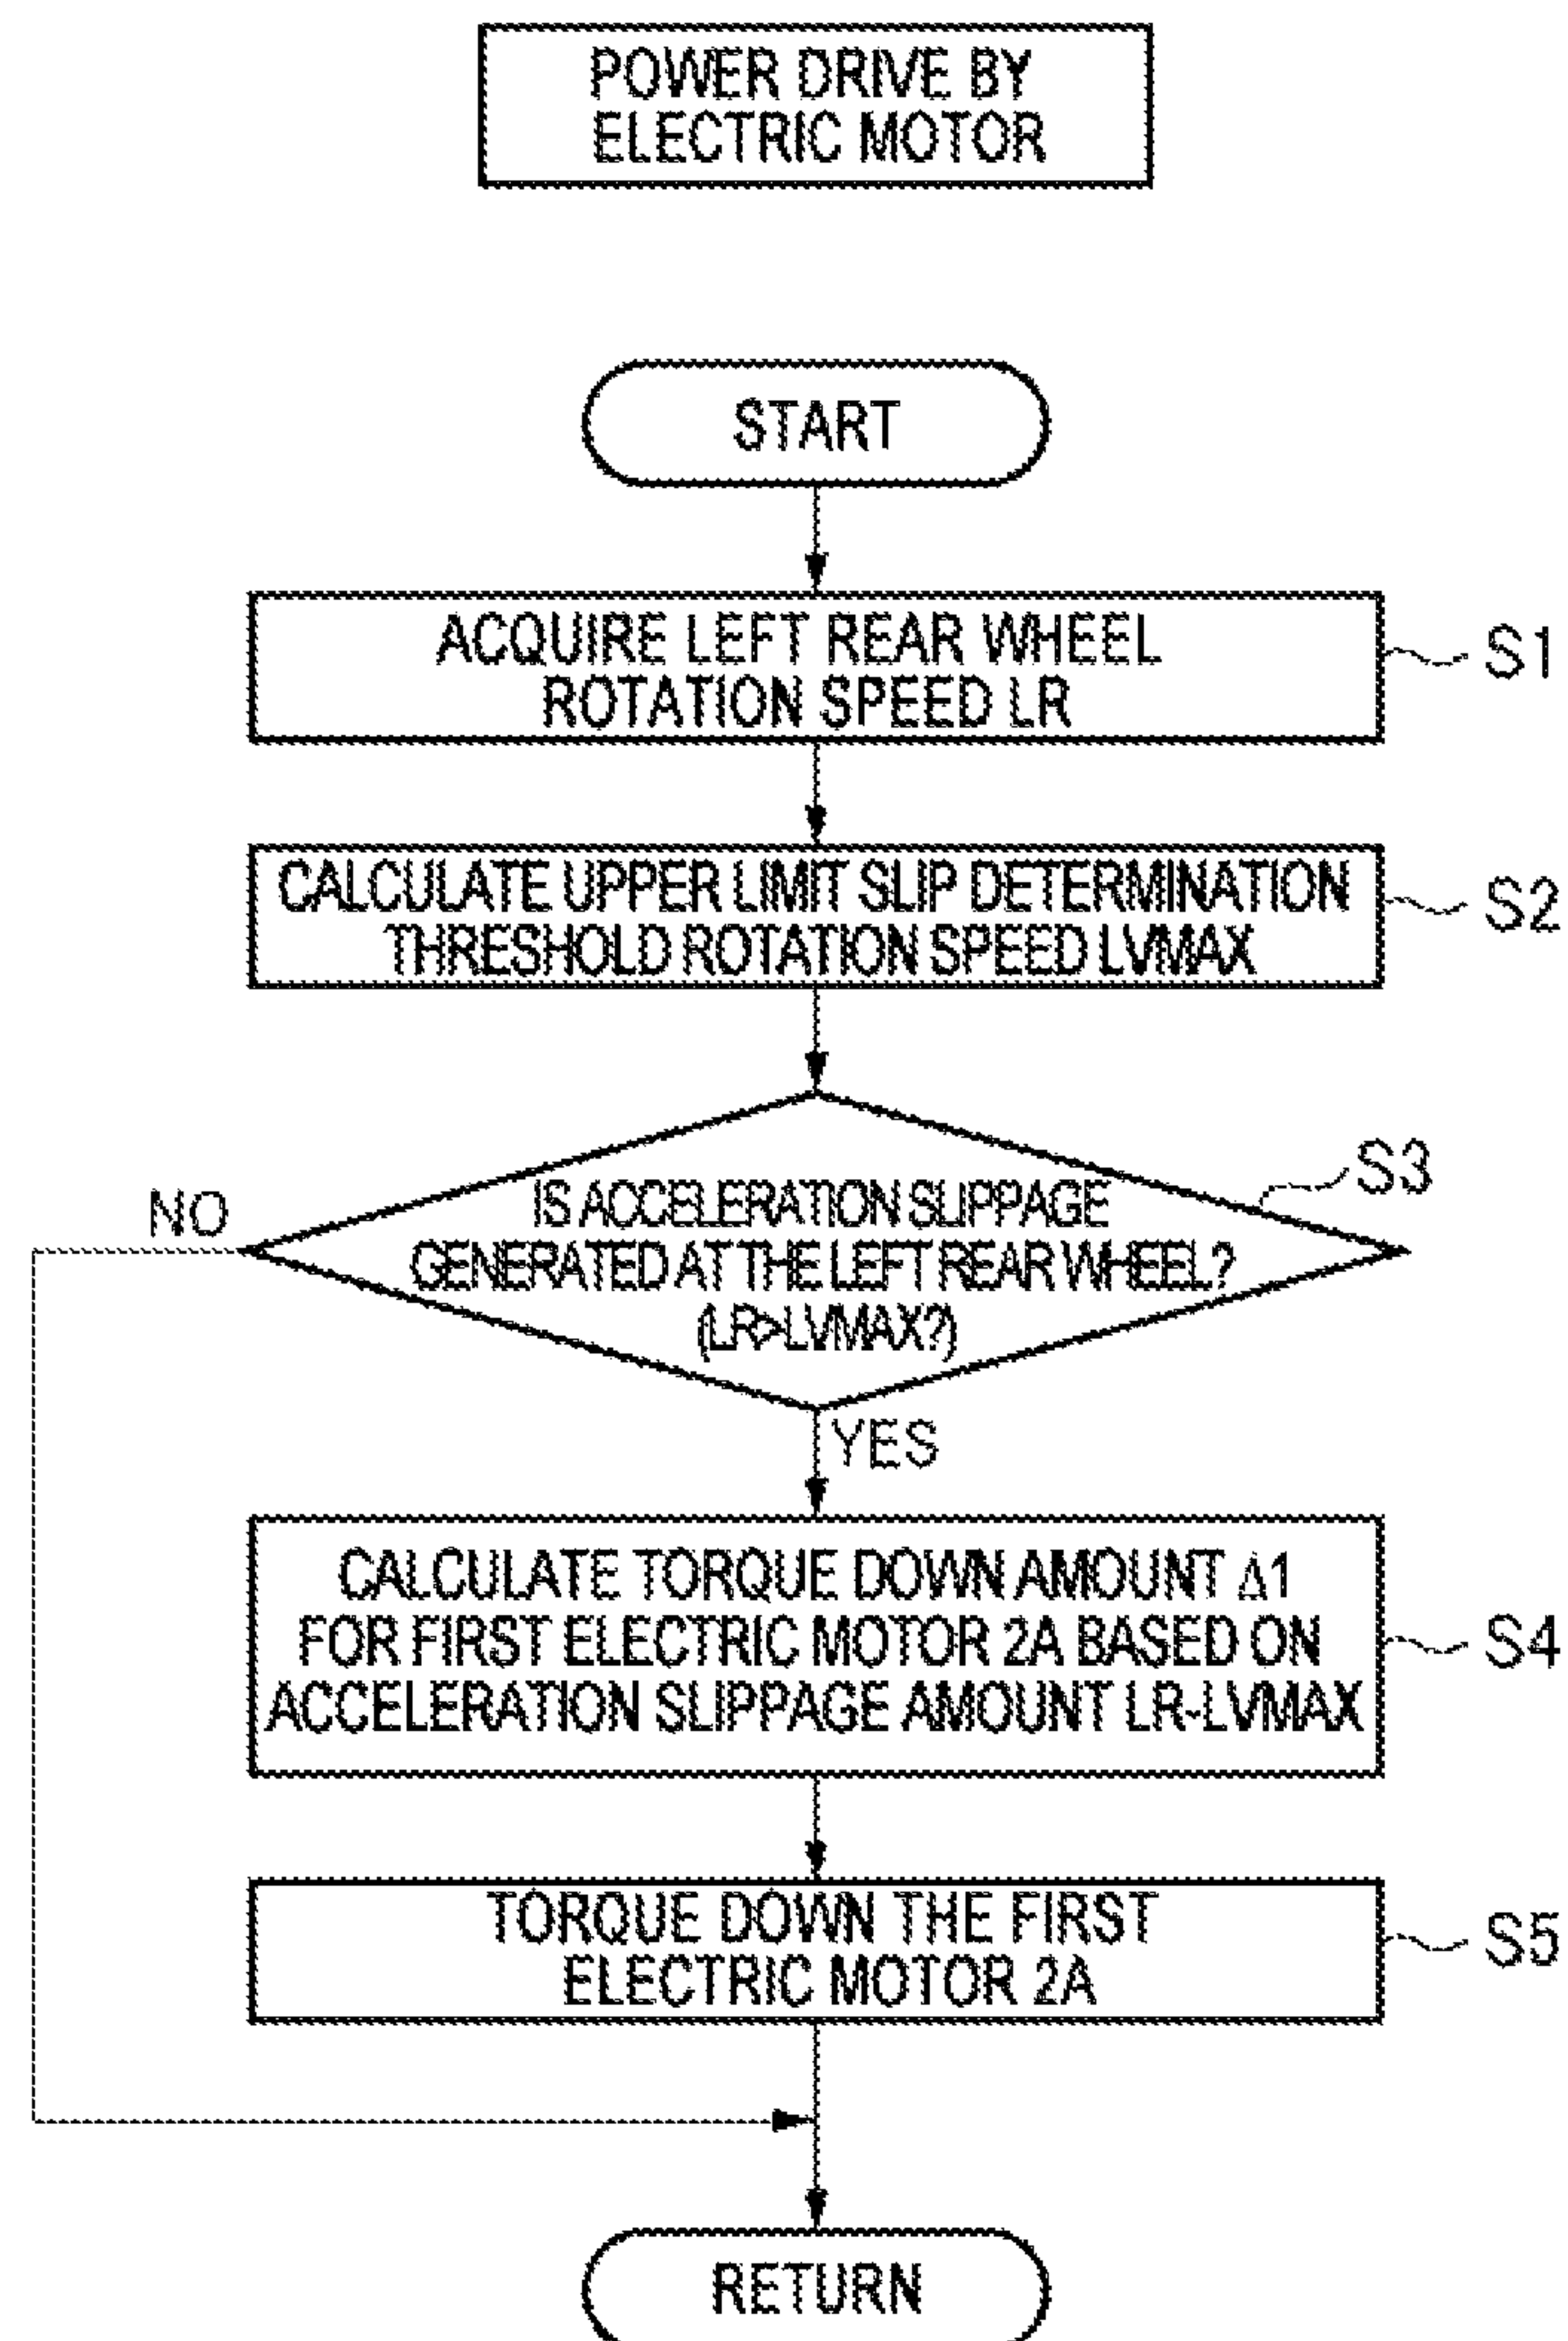 POWER DRIVE BY
ELECTRIC MOTOR
START
ACQUIRE LEFT REAR WHEEL
ROTATION SPEED LR
S1
CALCULATE UPPER LIMIT SLIP DETERMINATION
THRESHOLD ROTATION SPEED LVMAX
S2
IS ACCELERATION SLIPPAGE
GENERATED AT THE LEFT REAR WHEEL?
(LR>LVMAX?)
S3
NO
YES
CALCULATE TORQUE DOWN AMOUNT Δ1
FOR FIRST ELECTRIC MOTOR 2A BASED ON
ACCELERATION SLIPPAGE AMOUNT LR-LVMAX
S4
TORQUE DOWN THE FIRST
ELECTRIC MOTOR 2A
S5
RETURN